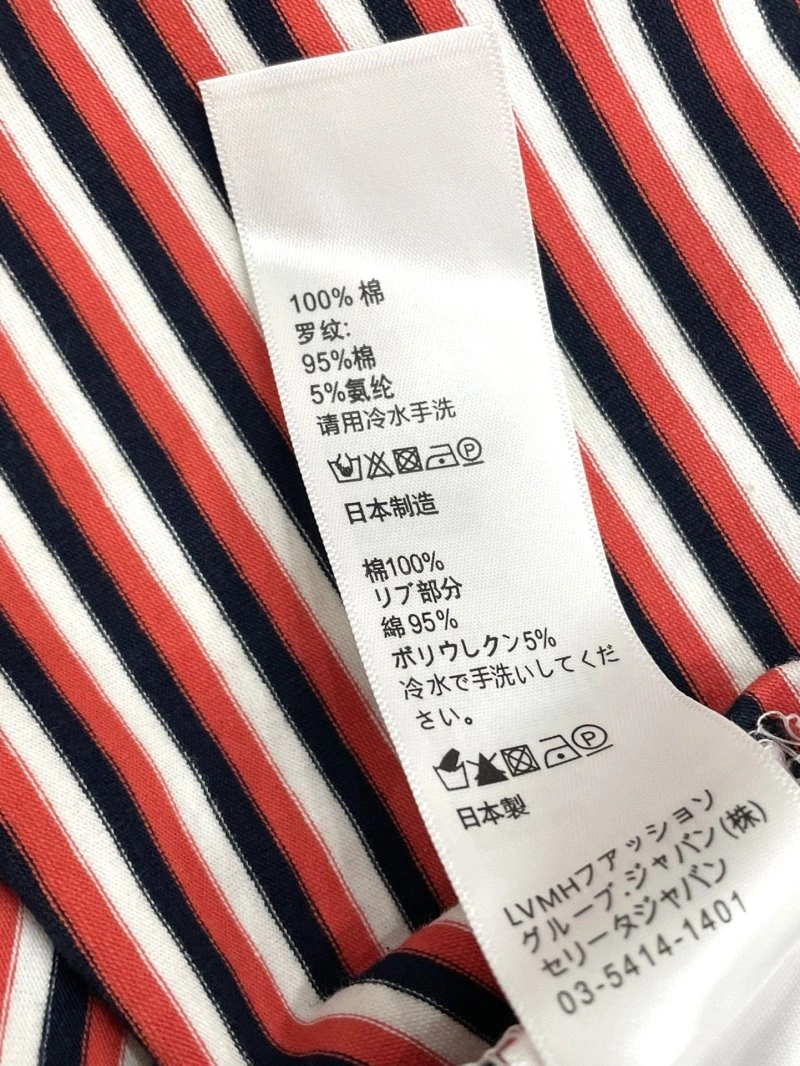 100% 棉
罗纹:
95%棉
5%氨纶
请用冷水手洗
P
日本制造
棉100%
リブ部分
綿95%
ポリウレクン5%
冷水で手洗いしてくだ
さい。
P
日本製
LVMHファッション
グループ・ジャパン(株)
セリータジャパン
03-5414-1401